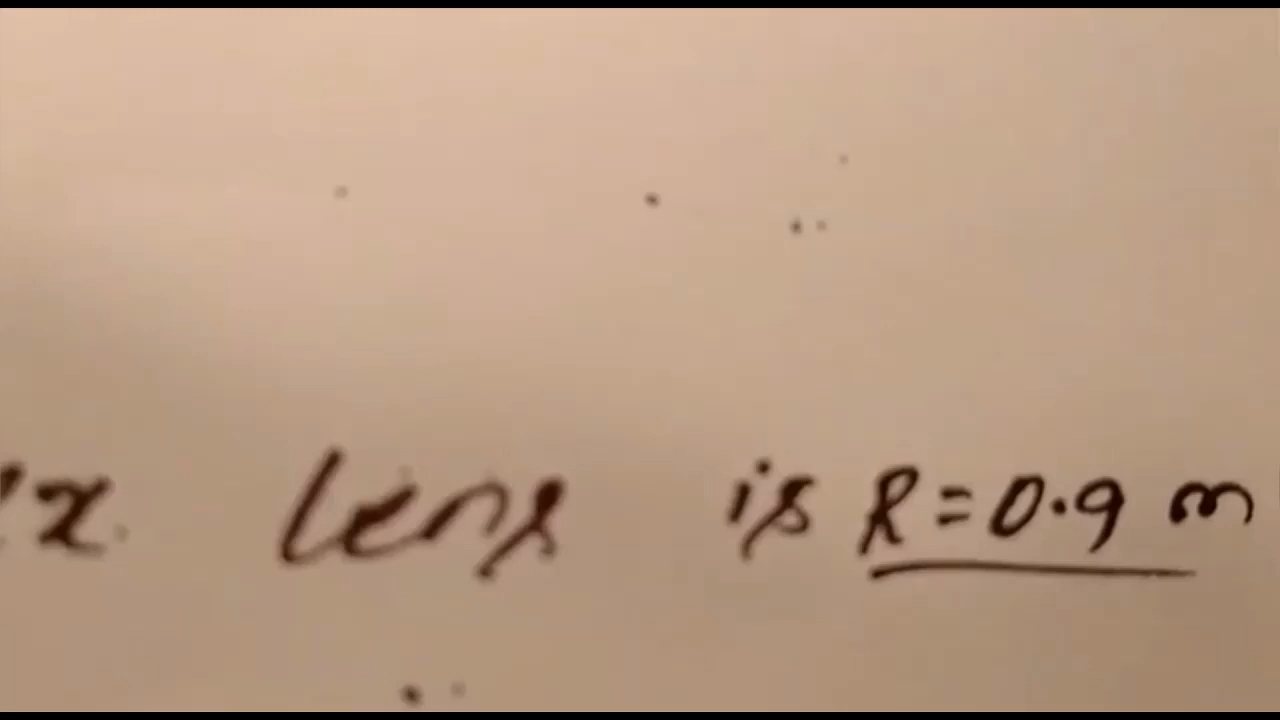 x lens is R = 0.9 m